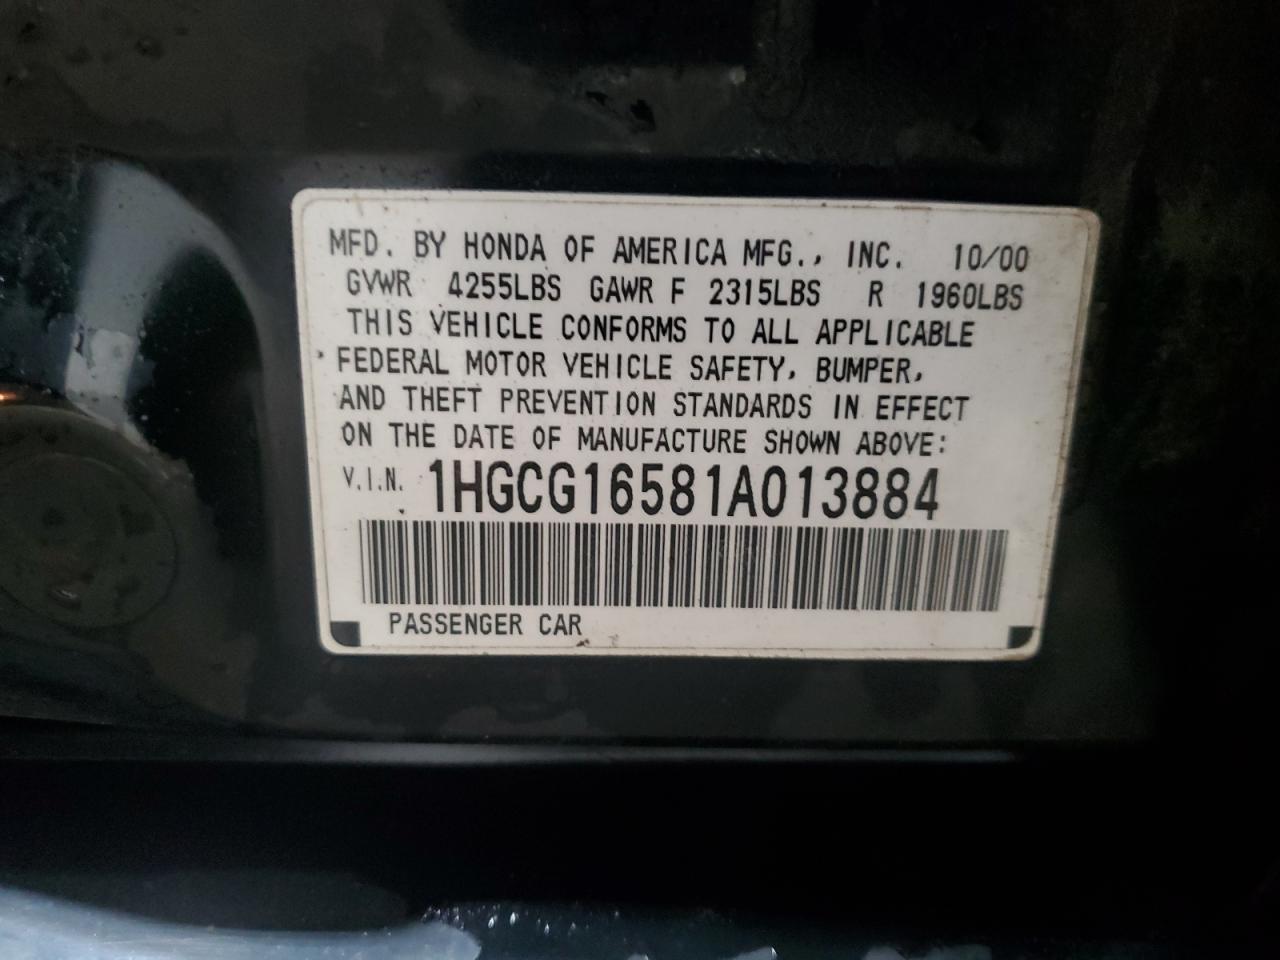 MFD. BY HONDA OF AMERICA MFG., INC. 10/00
GVWR 4255LBS GAWR F 2315LBS R 1960LBS
THIS VEHICLE CONFORMS TO ALL APPLICABLE
FEDERAL MOTOR VEHICLE SAFETY, BUMPER,
AND THEFT PREVENTION STANDARDS IN EFFECT
ON THE DATE OF MANUFACTURE SHOWN ABOVE:
V.I.N. 1HGCG16581A013884
PASSENGER CAR